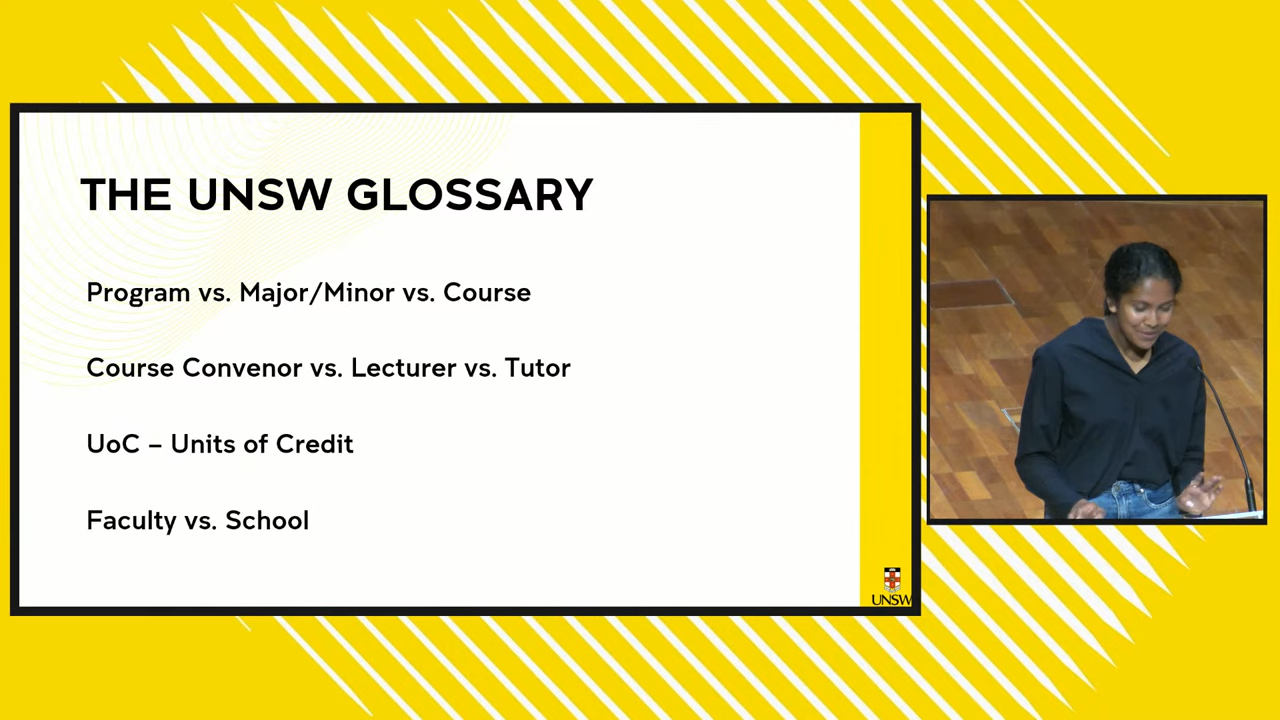 THE UNSW GLOSSARY
Program vs. Major/Minor vs. Course
Course Convenor vs. Lecturer vs. Tutor
UoC – Units of Credit
Faculty vs. School
UNSW